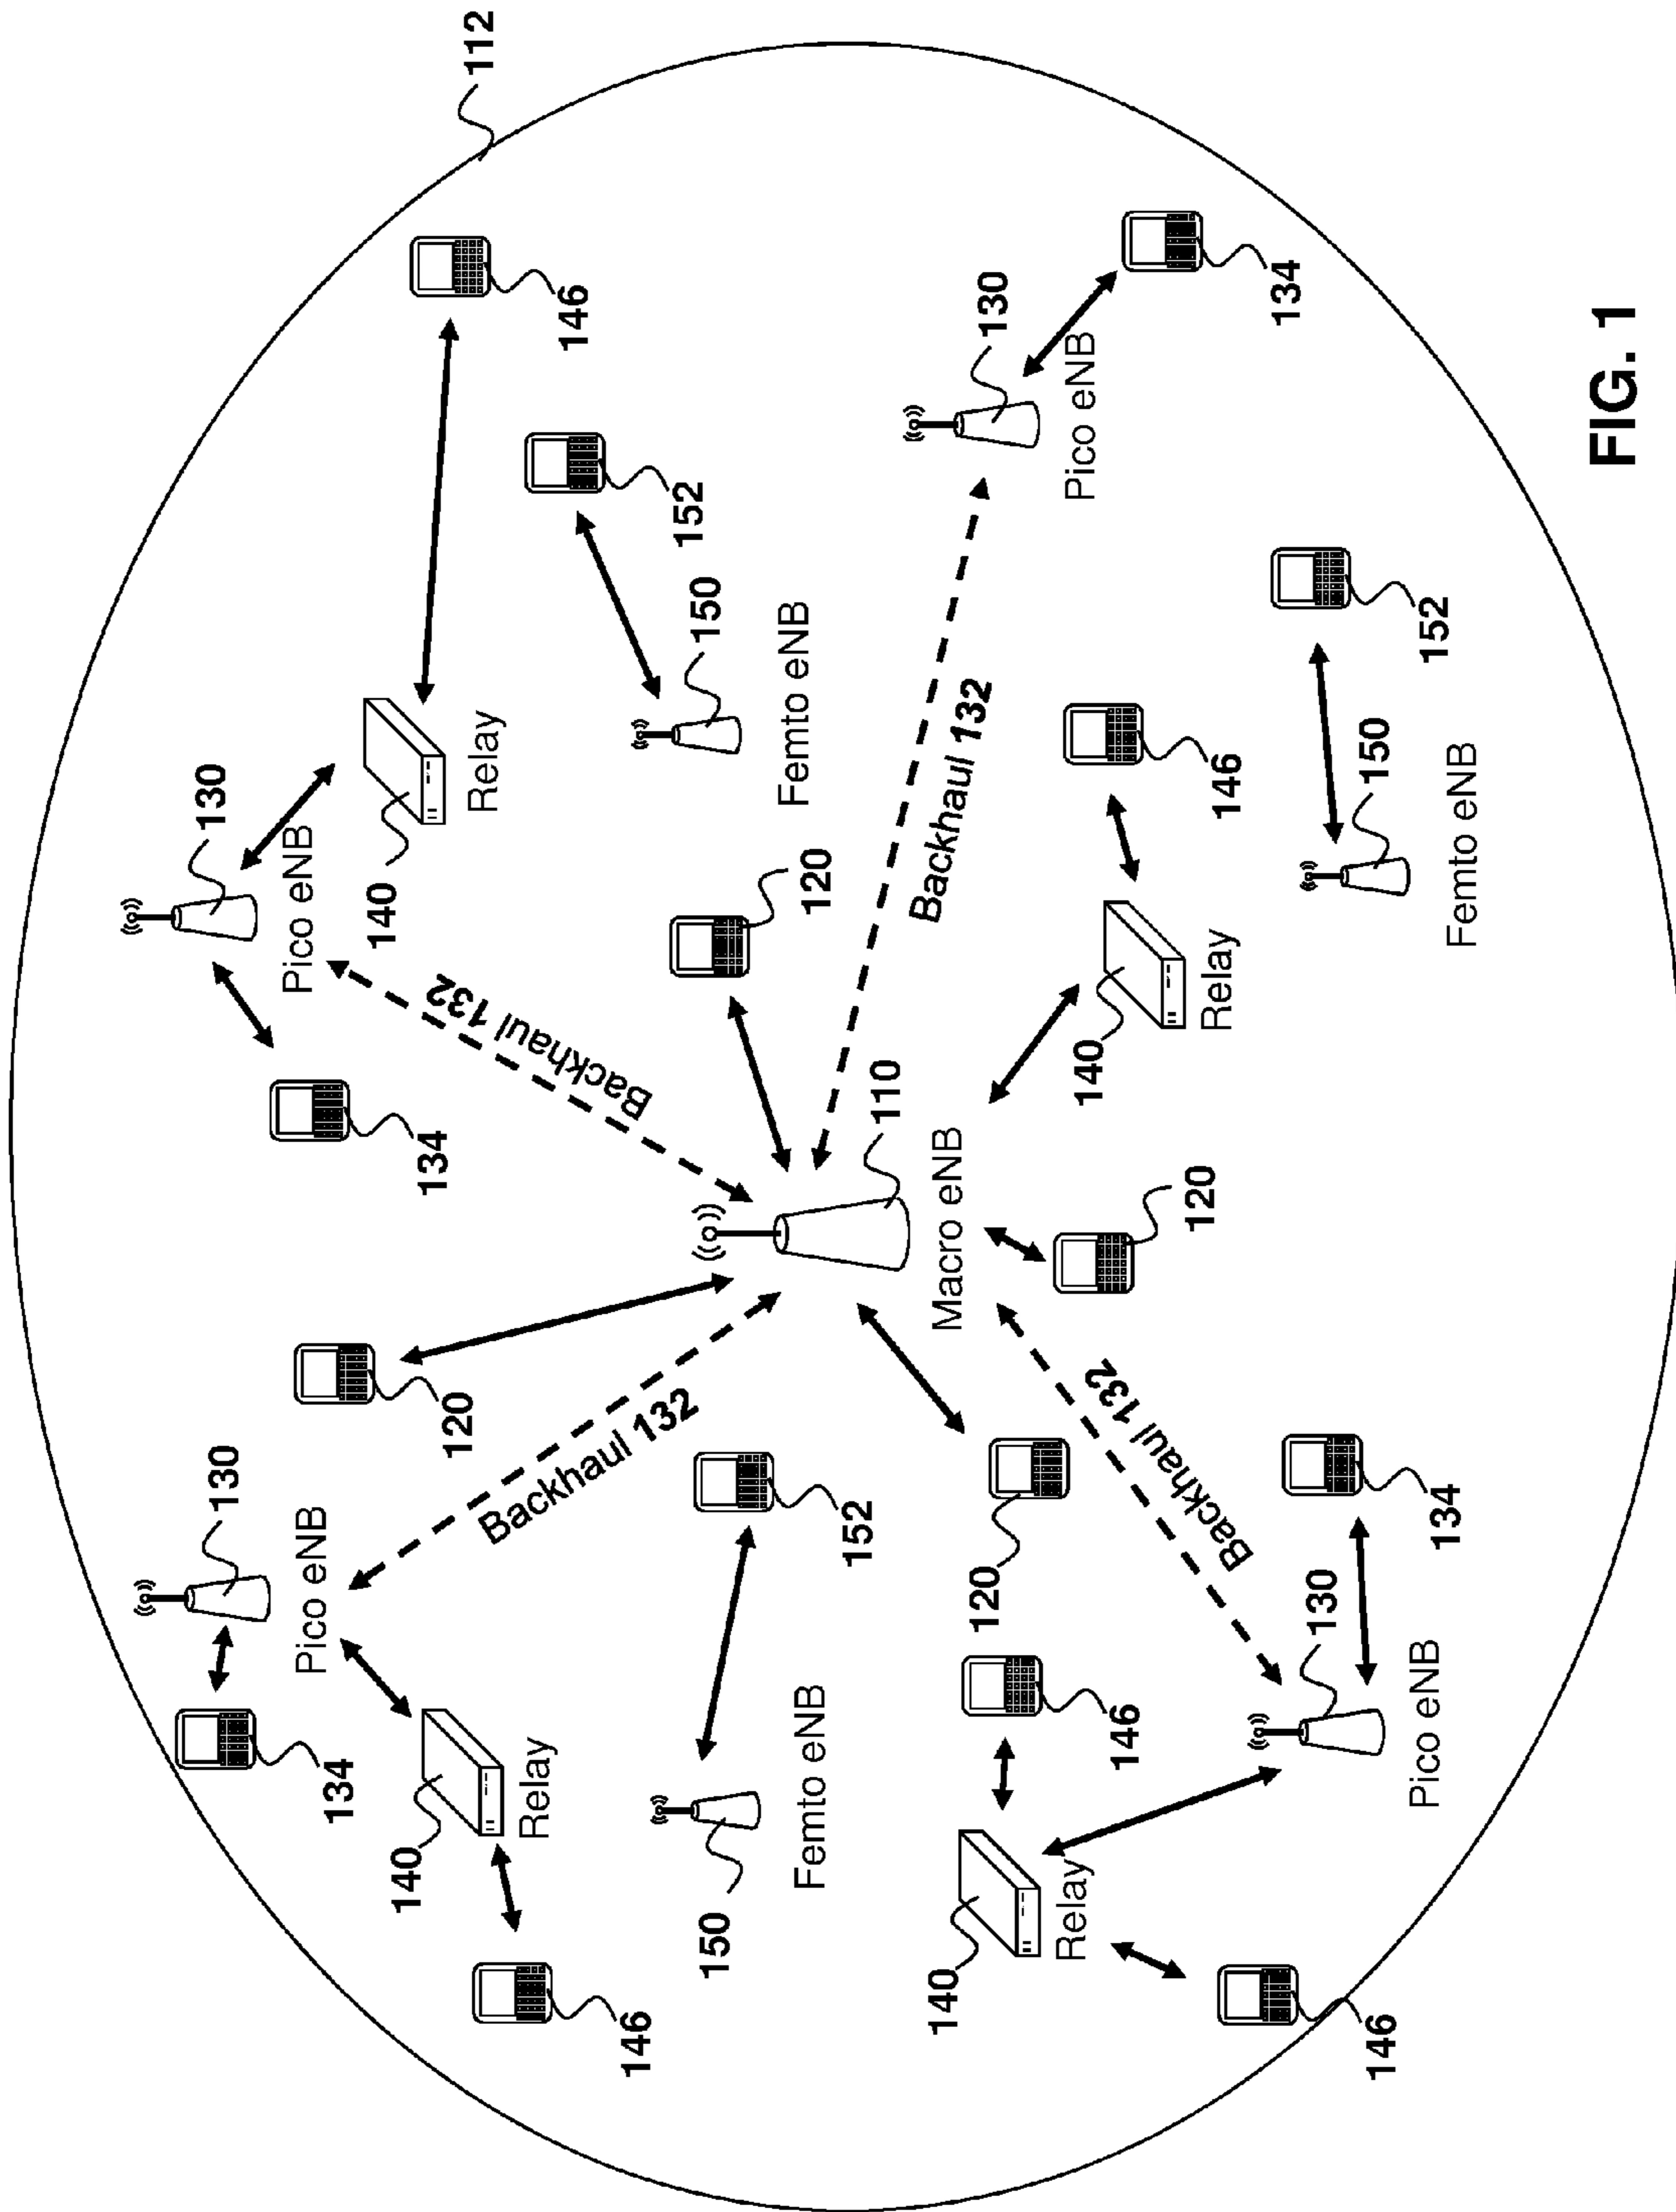 112
130
130
Pico eNB
Pico eNB
134
140
140
134
120
Relay
Relay
Backhaul 132
Backhaul 132
146
146
152
150
150
Femto eNB
Femto eNB
120
152
110
140
Macro eNB
Backhaul 132
120
130
Relay
Pico eNB
140
146
120
Relay
146
Backhaul 132
134
130
146
150
Pico eNB
134
152
Femto eNB
FIG. 1